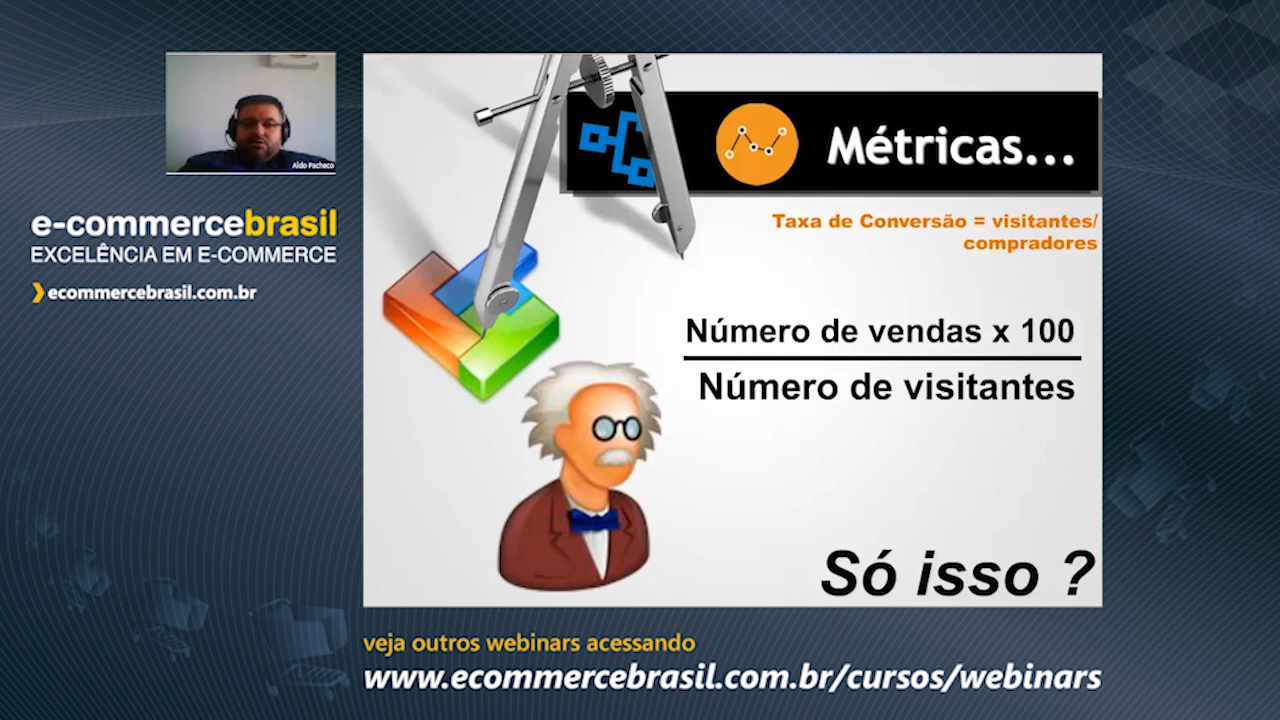 Aldo Pacheco
e-commercebrasil
EXCELÊNCIA EM E-COMMERCE
ecommercebrasil.com.br
Métricas...
Taxa de Conversão = visitantes/
compradores
Número de vendas x 100
Número de visitantes
Só isso ?
veja outros webinars acessando
www.ecommercebrasil.com.br/cursos/webinars